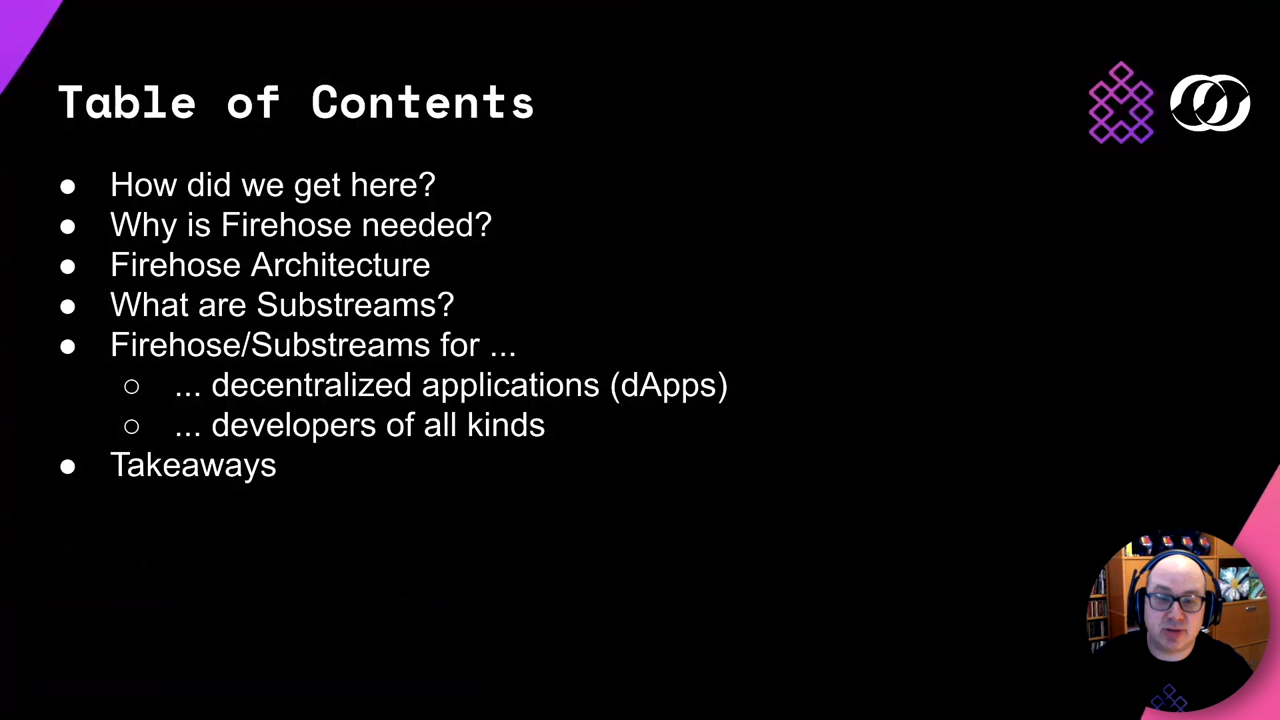 Table of Contents
● How did we get here?
● Why is Firehose needed?
● Firehose Architecture
● What are Substreams?
● Firehose/Substreams for ...
○ ... decentralized applications (dApps)
○ ... developers of all kinds
● Takeaways